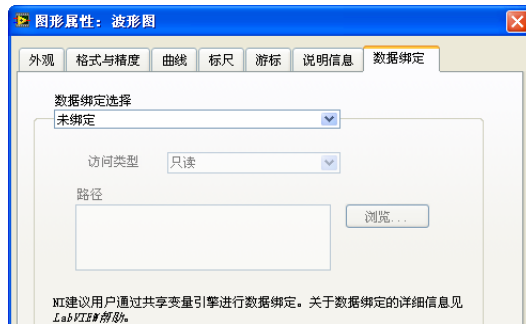 图形属性：波形图
外观 格式与精度 曲线 标尺 游标 说明信息 数据绑定
数据绑定选择
未绑定
访问类型 只读
路径
浏览...
NI建议用户通过共享变量引擎进行数据绑定。关于数据绑定的详细信息见
LabVIEW帮助。